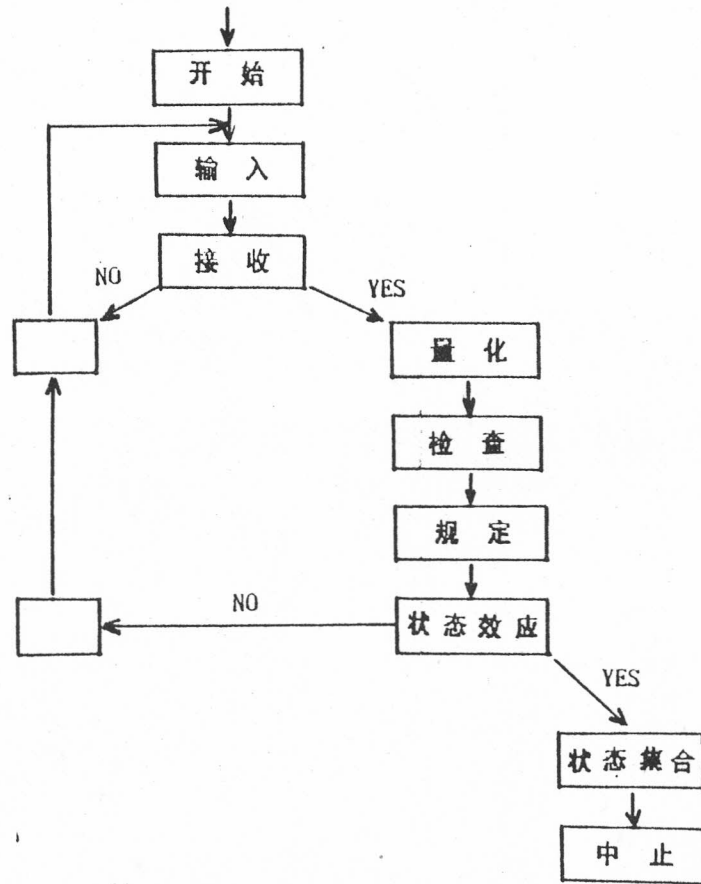 开始
输入
接收
NO
YES
量化
检查
规定
状态效应
NO
YES
状态集合
中止